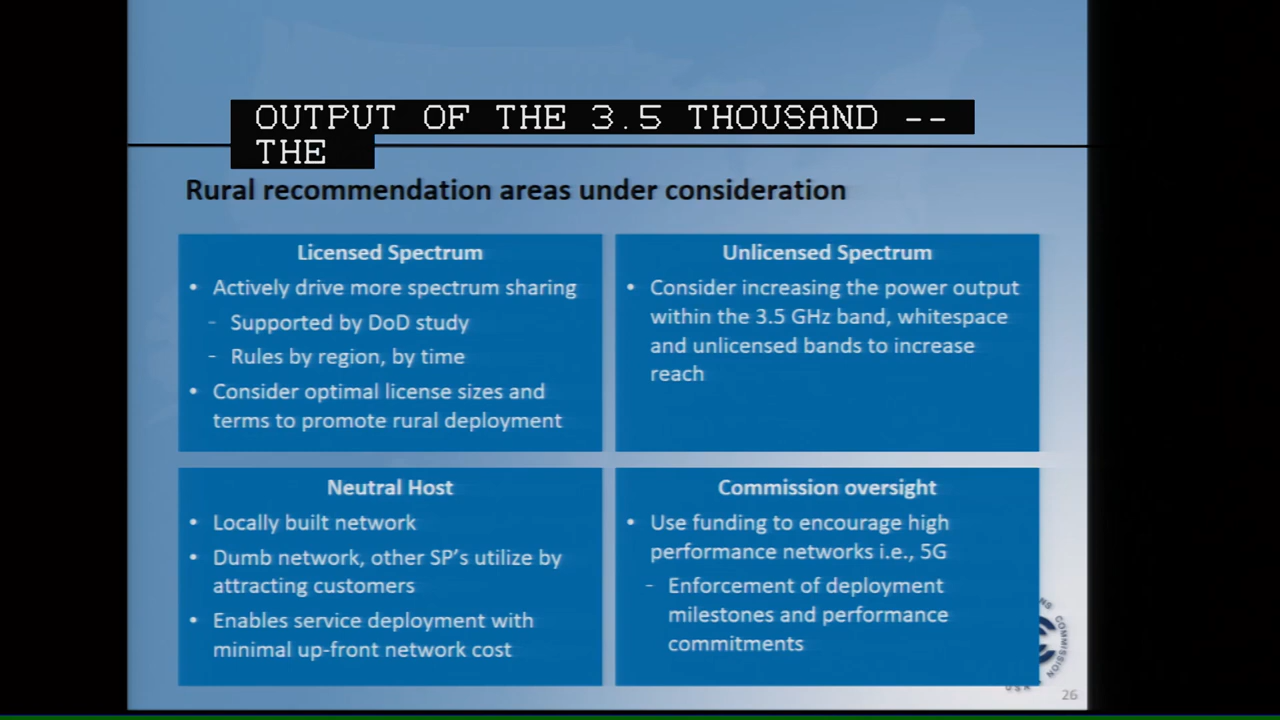 OUTPUT OF THE 3.5 THOUSAND --
THE
Rural recommendation areas under consideration
Licensed Spectrum
• Actively drive more spectrum sharing
- Supported by DoD study
- Rules by region, by time
• Consider optimal license sizes and
terms to promote rural deployment
Unlicensed Spectrum
• Consider increasing the power output
within the 3.5 GHz band, whitespace
and unlicensed bands to increase
reach
Neutral Host
• Locally built network
• Dumb network, other SP's utilize by
attracting customers
• Enables service deployment with
minimal up-front network cost
Commission oversight
• Use funding to encourage high
performance networks i.e., 5G
- Enforcement of deployment
milestones and performance
commitments
COMMISSION
USA
26